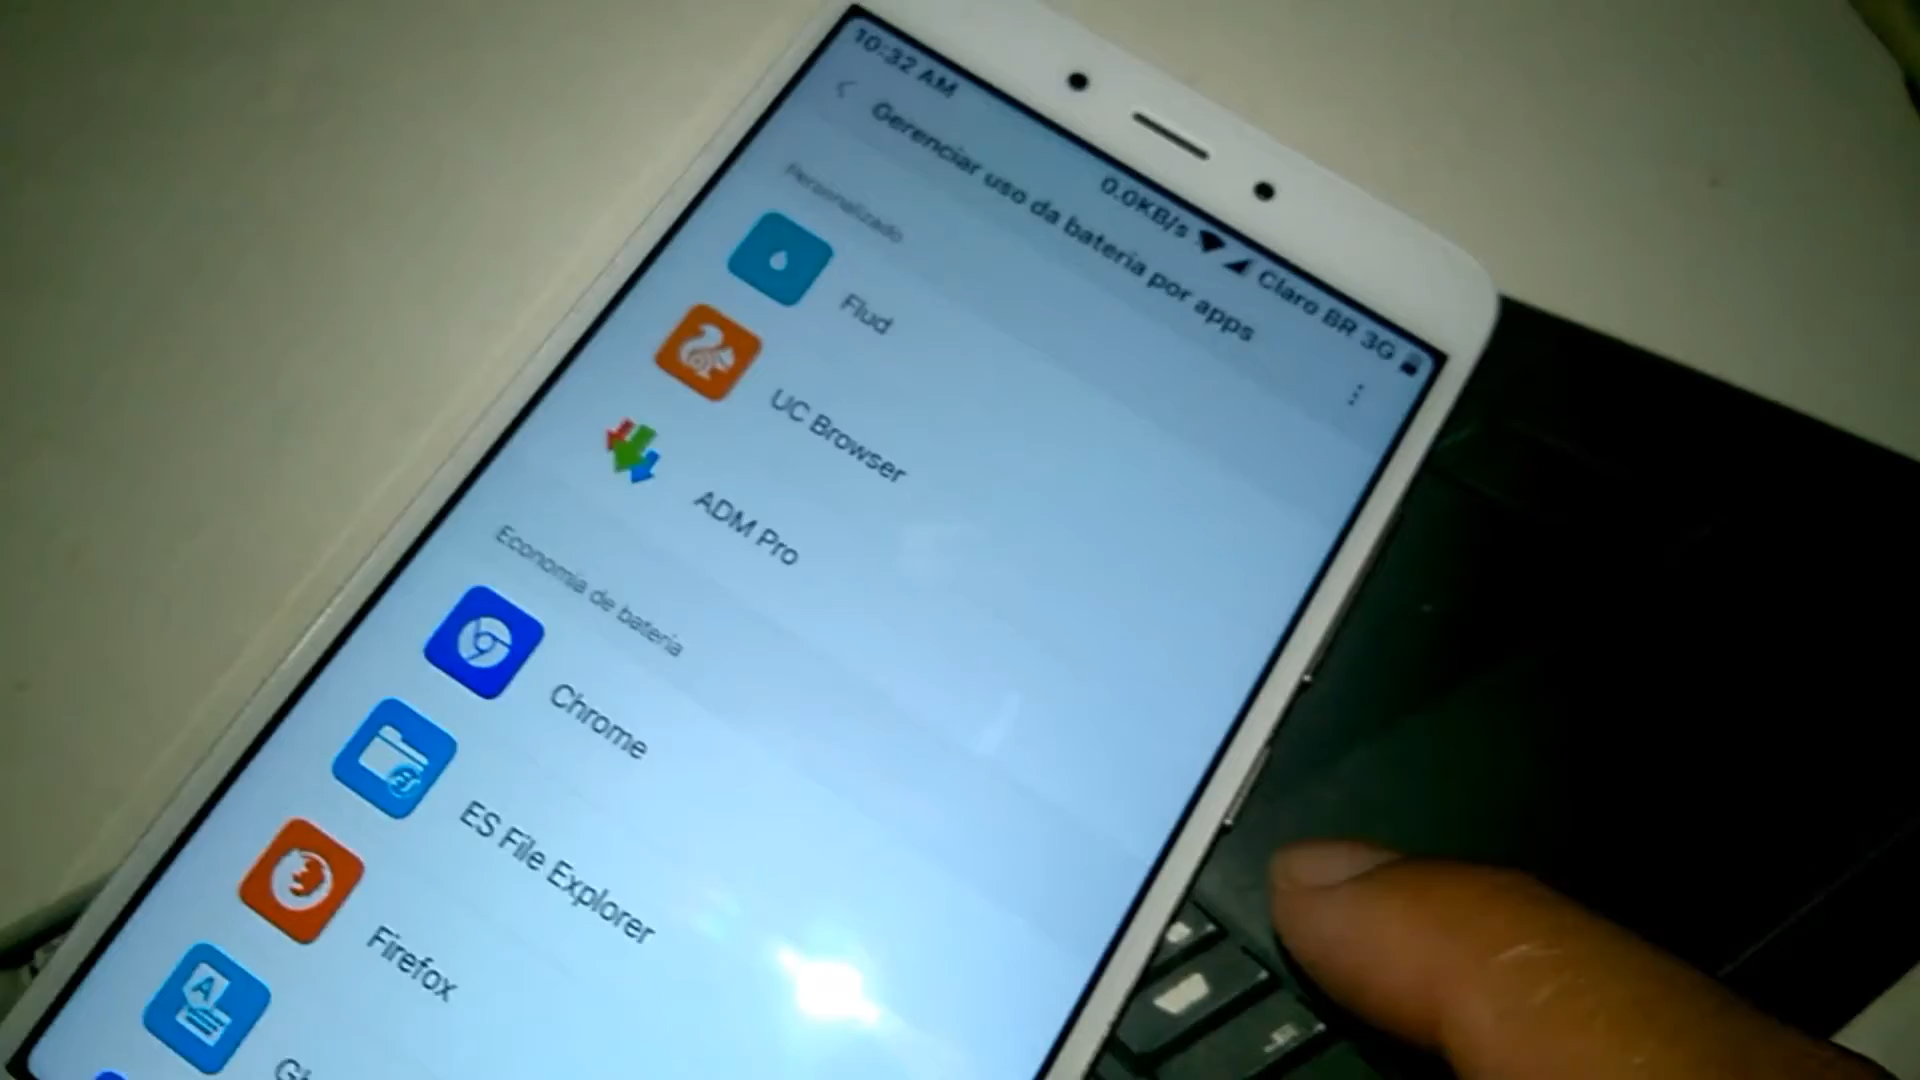 10:32 AM
0.0KB/s
Claro BR 3G
Gerenciar uso da bateria por apps
Personalizado
Flud
UC Browser
ADM Pro
Economia de bateria
Chrome
ES File Explorer
Firefox